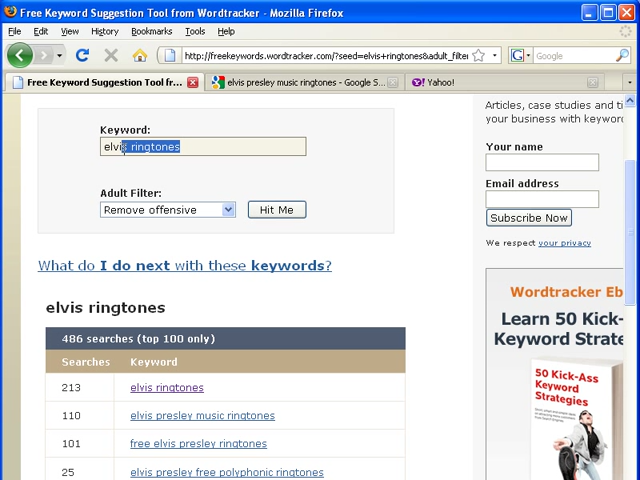 Free Keyword Suggestion Tool from Wordtracker - Mozilla Firefox
File Edit View History Bookmarks Tools Help
http://freekeywords.wordtracker.com/?seed=elvis+ringtones&adult_filter
Google
Free Keyword Suggestion Tool fr...
elvis presley music ringtones - Google S...
Yahoo!
Keyword:
elvis ringtones
Adult Filter:
Remove offensive
Hit Me
What do I do next with these keywords?
elvis ringtones
486 searches (top 100 only)
Searches Keyword
213 elvis ringtones
110 elvis presley music ringtones
101 free elvis presley ringtones
25 elvis presley free polyphonic ringtones
Articles, case studies and ti
your business with keyword
Your name
Email address
Subscribe Now
We respect your privacy
Wordtracker Eb
Learn 50 Kick-
Keyword Strate
50 Kick-Ass
Keyword
Strategies